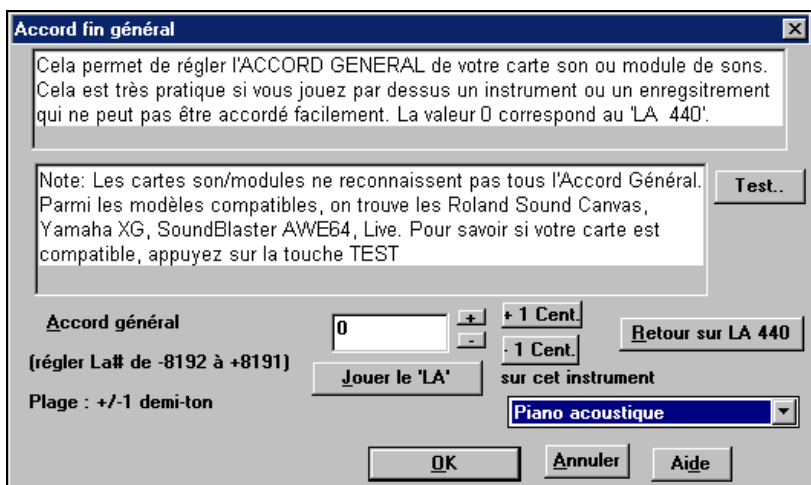 Accord fin général
Cela permet de régler l'ACCORD GENERAL de votre carte son ou module de sons.
Cela est très pratique si vous jouez par dessus un instrument ou un enregsitrement
qui ne peut pas être accordé facilement. La valeur 0 correspond au 'LA 440'.
Note: Les cartes son/modules ne reconnaissent pas tous l'Accord Général.
Parmi les modèles compatibles, on trouve les Roland Sound Canvas,
Yamaha XG, SoundBlaster AWE64, Live. Pour savoir si votre carte est
compatible, appuyez sur la touche TEST
Test..
Accord général
0
+
-
+ 1 Cent.
- 1 Cent.
Retour sur LA 440
(régler La# de -8192 à +8191)
Jouer le 'LA'
sur cet instrument
Plage : +/-1 demi-ton
Piano acoustique
OK
Annuler
Aide